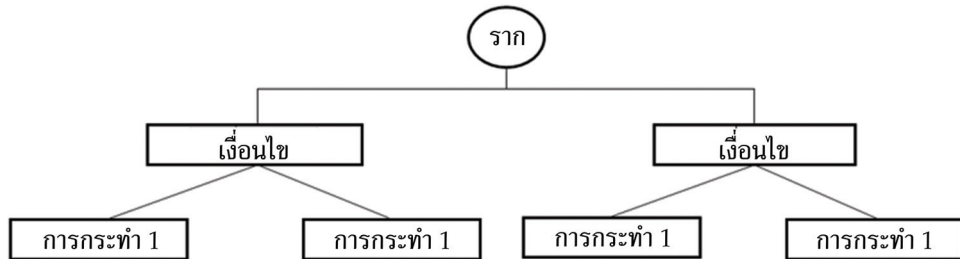 ราก
เงื่อนไข
เงื่อนไข
การกระทำ 1
การกระทำ 1
การกระทำ 1
การกระทำ 1